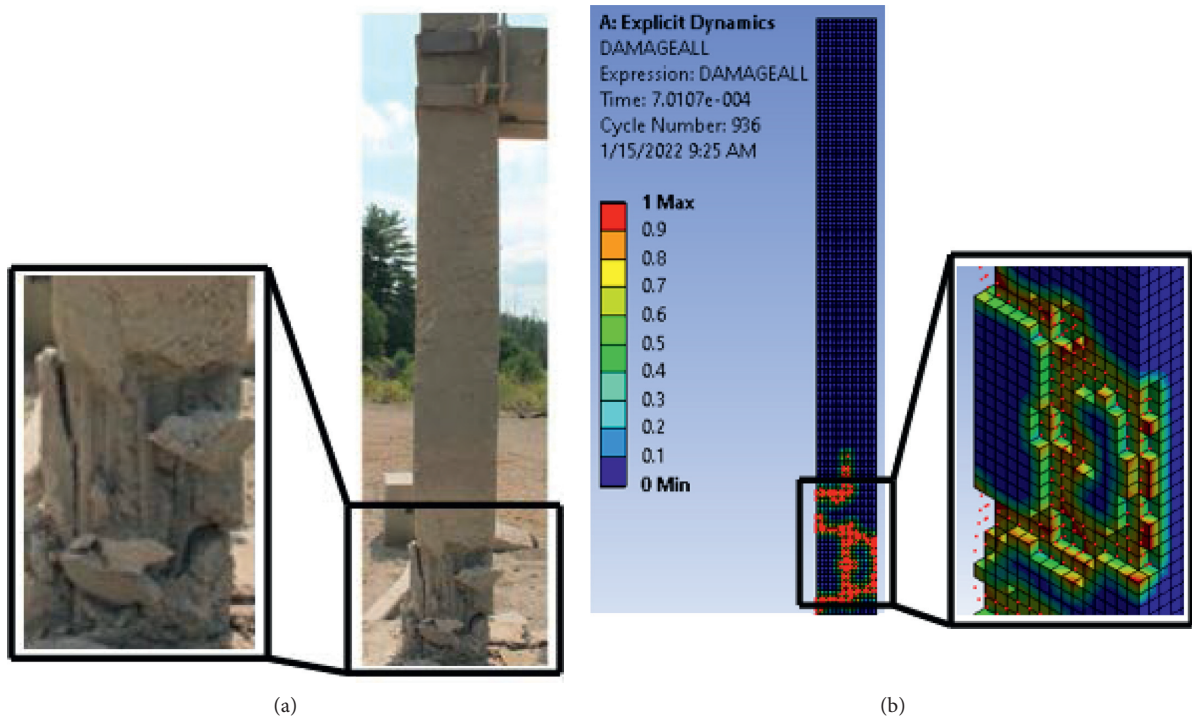 A: Explicit Dynamics
DAMAGEALL
Expression: DAMAGEALL
Time: 7.0107e-004
Cycle Number: 936
1/15/2022 9:25 AM
1 Max
0.9
0.8
0.7
0.6
0.5
0.4
0.3
0.2
0.1
0 Min
(a)
(b)